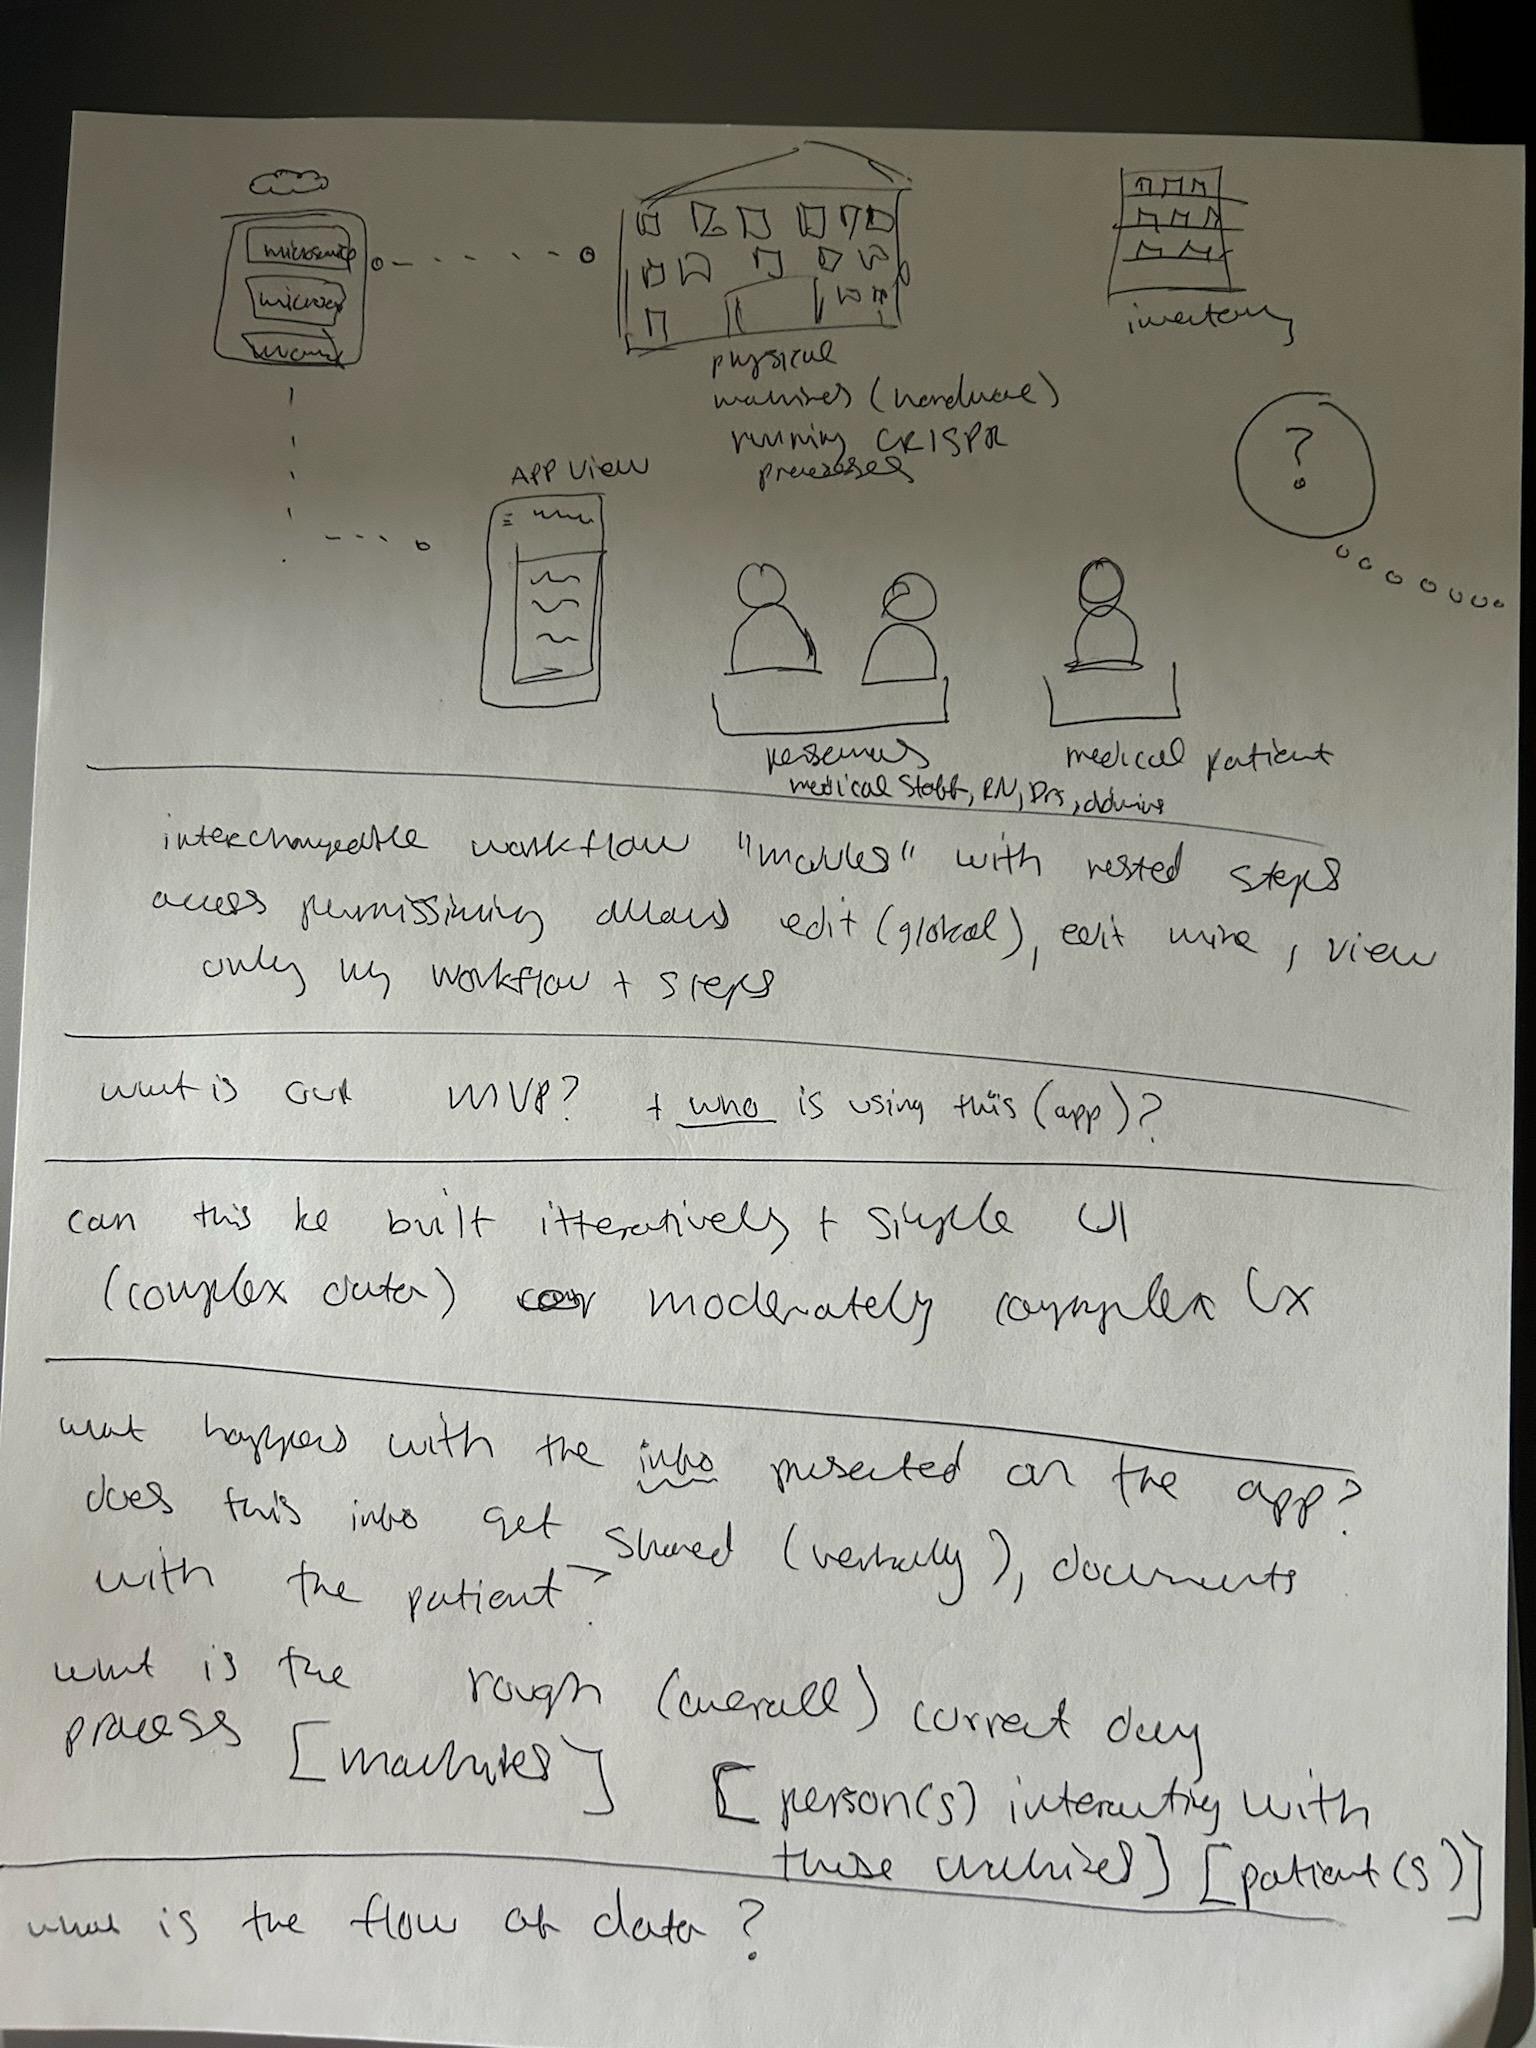 microservice
micros
inventory
physical
machines (hardware)
running CRISPR
processes
?
APP VIEW
personas
medical staff, RN, Drs, admins
medical patient
interchangeable workflow "modules" with nested steps
access permissioning allows edit (global), edit mine, view
only my workflow + steps
what is our MVP? + who is using this (app)?
can this be built itteratively + simple UI
(complex data) moderately complex Ux
what happens with the info presented on the app?
does this info get shared (verbally), documents
with the patient?
what is the rough (overall) current day
process [machines] [person(s) interacting with
these machines] [patient(s)]
what is the flow of data?